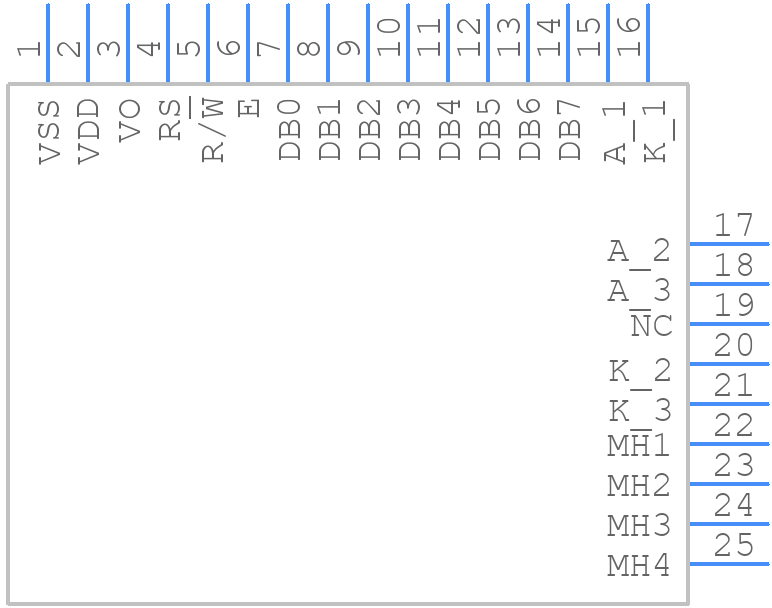 1
2
3
4
5
6
7
8
9
10
11
12
13
14
15
16
VSS
VDD
VO
RS
R/W
E
DB0
DB1
DB2
DB3
DB4
DB5
DB6
DB7
A_1
K_1
17
A_2
18
A_3
19
NC
20
K_2
21
K_3
22
MH1
23
MH2
24
MH3
25
MH4